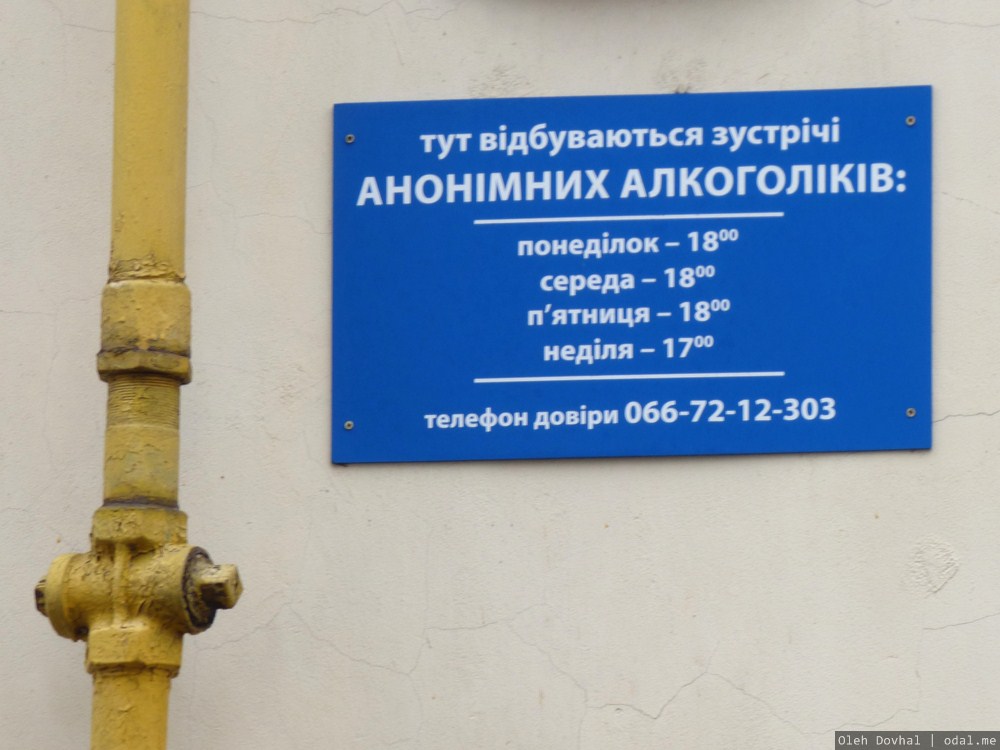 тут відбуваються зустрічі
АНОНІМНИХ АЛКОГОЛІКІВ:
понеділок – 18⁰⁰
середа – 18⁰⁰
п’ятниця – 18⁰⁰
неділя – 17⁰⁰
телефон довіри 066-72-12-303
Oleh Dovhal | odal.me